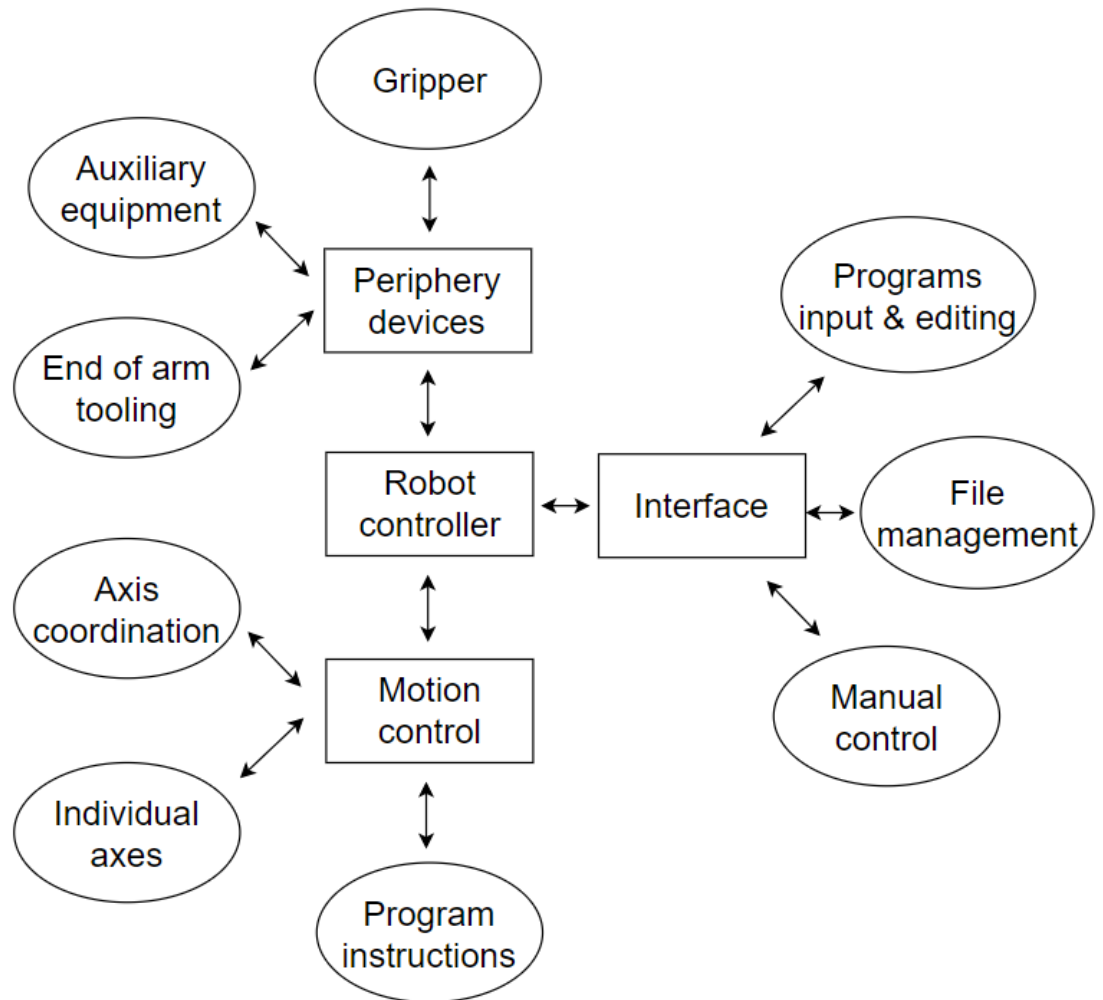 Gripper
Auxiliary
equipment
Periphery
devices
Programs
input & editing
End of arm
tooling
Robot
controller
Interface
File
management
Axis
coordination
Motion
control
Manual
control
Individual
axes
Program
instructions